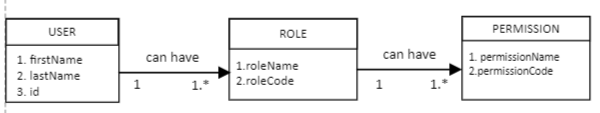 USER
1. firstName
2. lastName
3. id
can have
1
1.*
ROLE
1.roleName
2.roleCode
can have
1
1.*
PERMISSION
1. permissionName
2.permissionCode